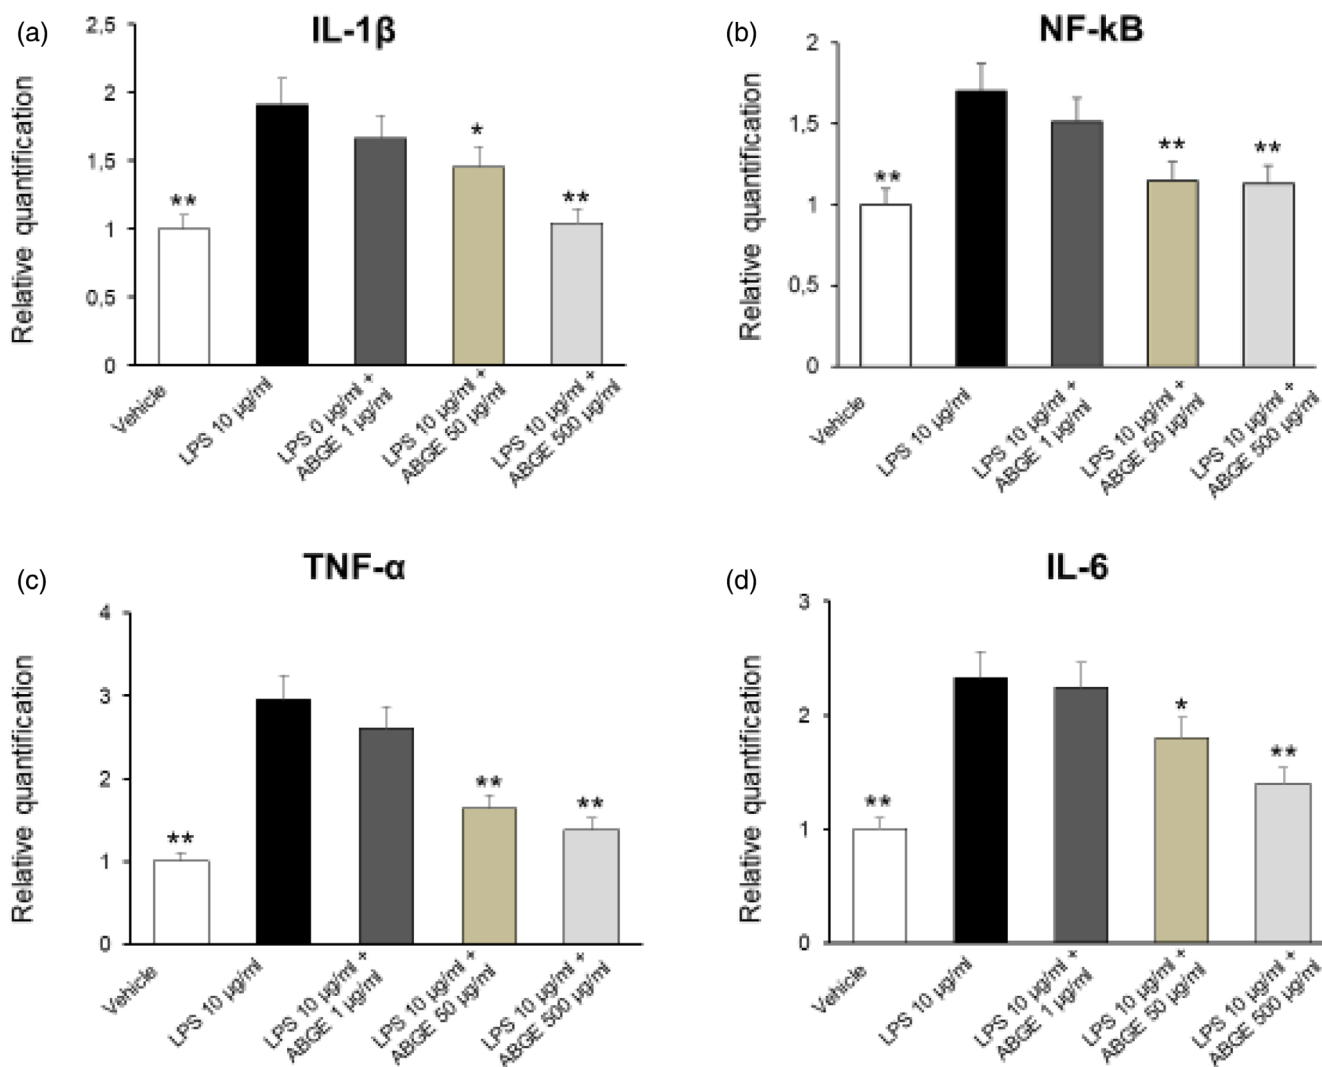 (a)
IL-1β
Relative quantification
2,5
2
1,5
1
0,5
0
**
*
**
Vehicle
LPS 10 µg/ml
LPS 0 µg/ml +
ABGE 1 µg/ml
LPS 10 µg/ml +
ABGE 50 µg/ml
LPS 10 µg/ml +
ABGE 500 µg/ml
(b)
NF-kB
Relative quantification
2
1,5
1
0,5
0
**
**
**
Vehicle
LPS 10 µg/ml
LPS 10 µg/ml +
ABGE 1 µg/ml
LPS 10 µg/ml +
ABGE 50 µg/ml
LPS 10 µg/ml +
ABGE 500 µg/ml
(c)
TNF-α
Relative quantification
4
3
2
1
0
**
**
**
Vehicle
LPS 10 µg/ml
LPS 10 µg/ml +
ABGE 1 µg/ml
LPS 10 µg/ml +
ABGE 50 µg/ml
LPS 10 µg/ml +
ABGE 500 µg/ml
(d)
IL-6
Relative quantification
3
2
1
0
**
*
**
Vehicle
LPS 10 µg/ml
LPS 10 µg/ml +
ABGE 1 µg/ml
LPS 10 µg/ml +
ABGE 50 µg/ml
LPS 10 µg/ml +
ABGE 500 µg/ml